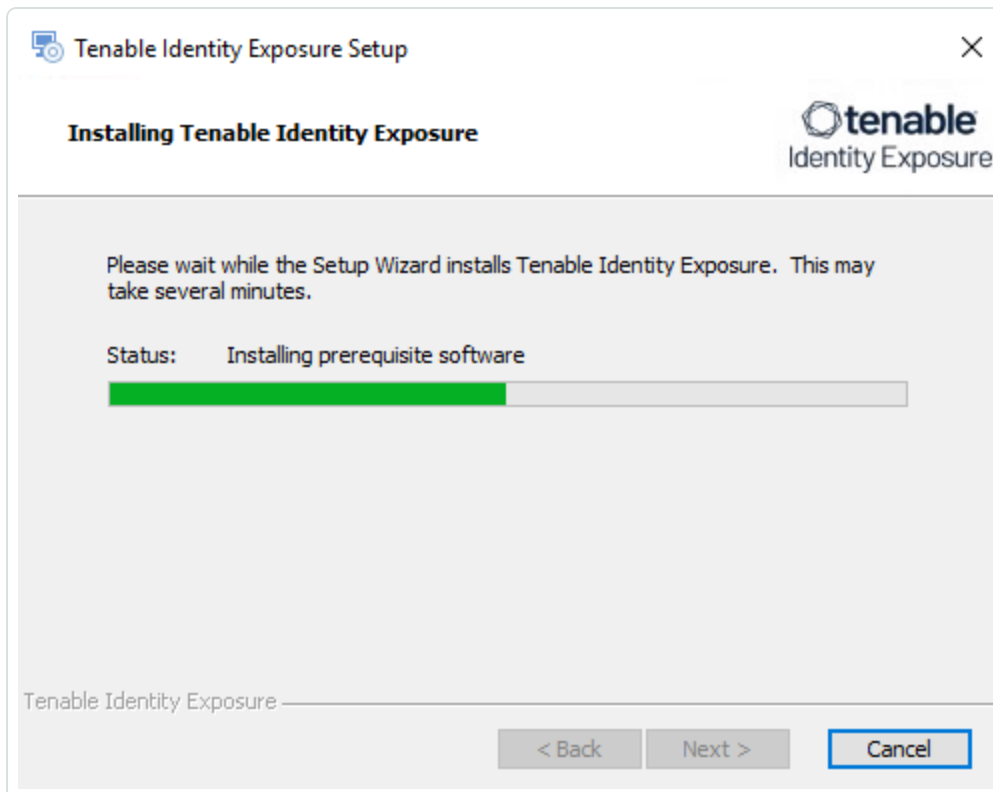 Tenable Identity Exposure Setup
Installing Tenable Identity Exposure
tenable
Identity Exposure
Please wait while the Setup Wizard installs Tenable Identity Exposure. This may
take several minutes.
Status: Installing prerequisite software
Tenable Identity Exposure
< Back Next > Cancel